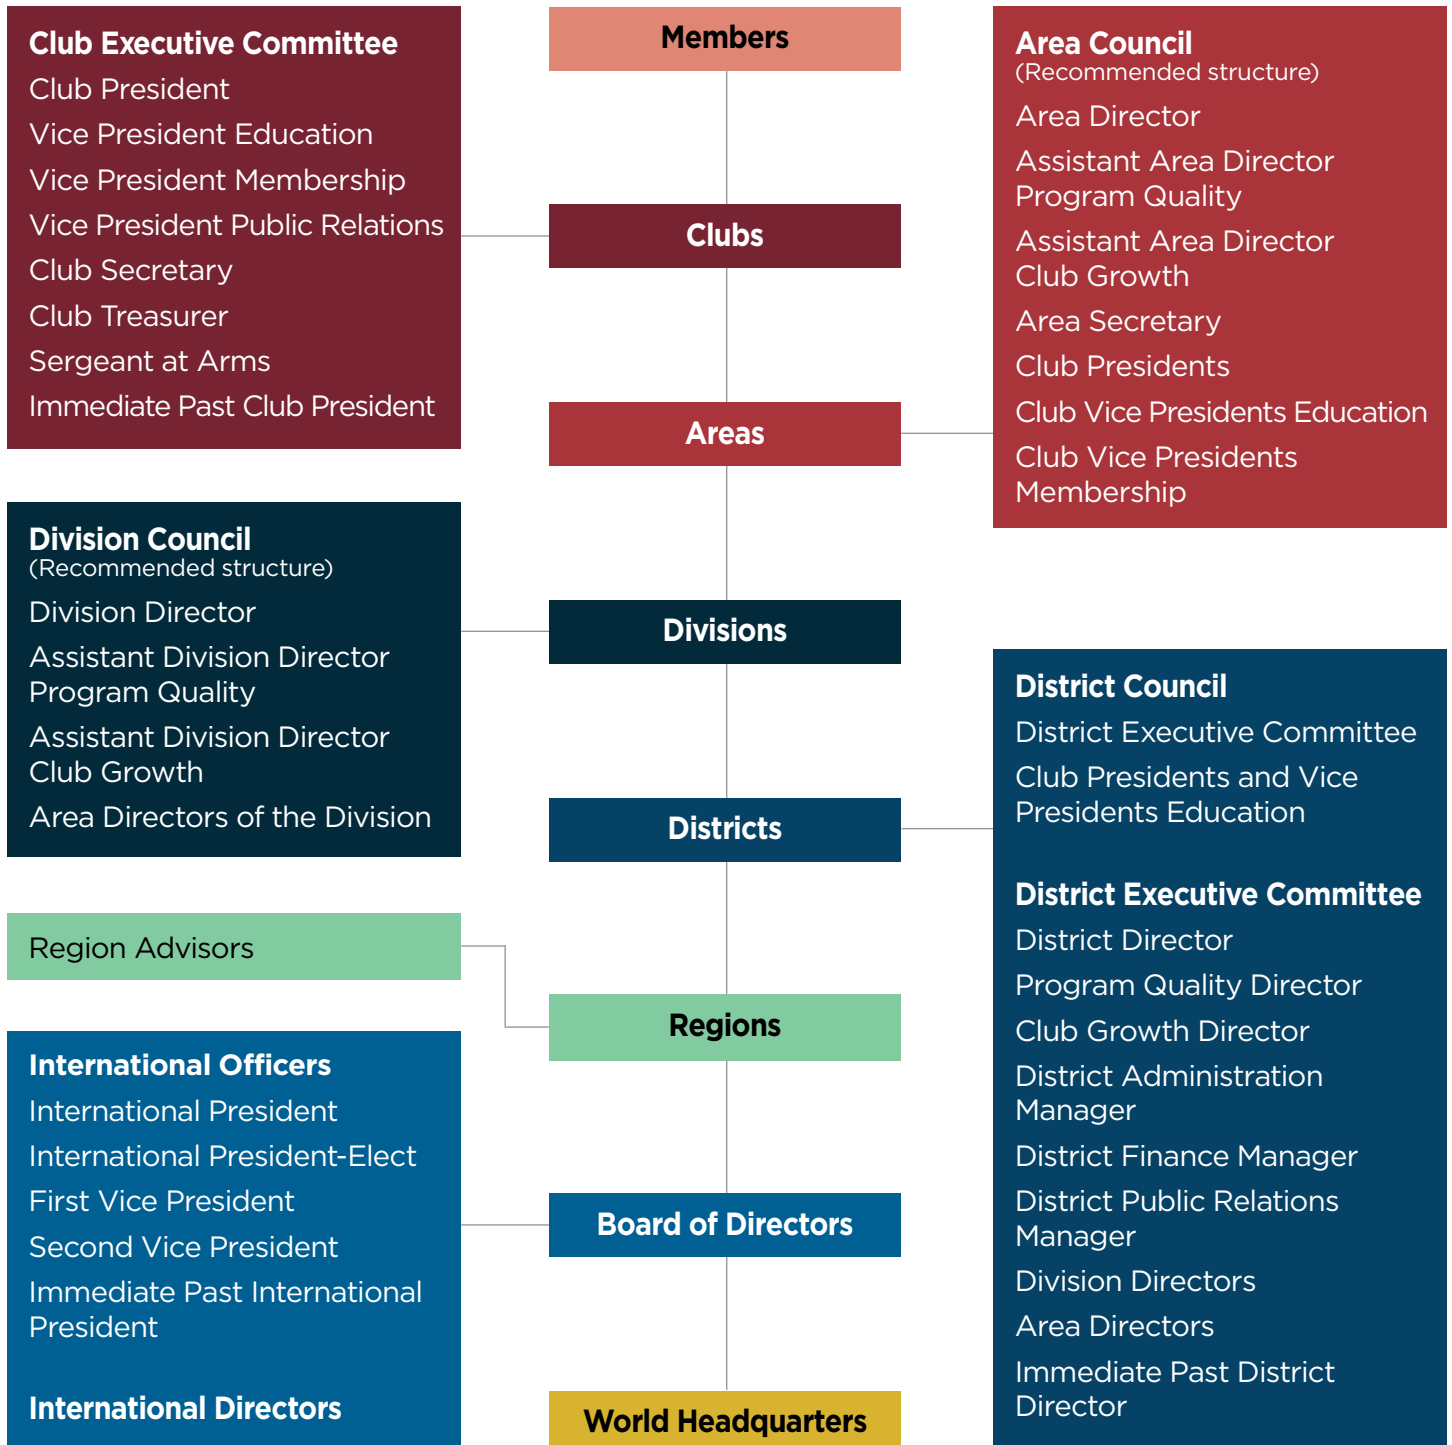 Club Executive Committee
Club President
Vice President Education
Vice President Membership
Vice President Public Relations
Club Secretary
Club Treasurer
Sergeant at Arms
Immediate Past Club President
Division Council
(Recommended structure)
Division Director
Assistant Division Director
Program Quality
Assistant Division Director
Club Growth
Area Directors of the Division
Region Advisors
International Officers
International President
International President-Elect
First Vice President
Second Vice President
Immediate Past International
President
International Directors
Members
Clubs
Areas
Divisions
Districts
Regions
Board of Directors
World Headquarters
Area Council
(Recommended structure)
Area Director
Assistant Area Director
Program Quality
Assistant Area Director
Club Growth
Area Secretary
Club Presidents
Club Vice Presidents Education
Club Vice Presidents
Membership
District Council
District Executive Committee
Club Presidents and Vice
Presidents Education
District Executive Committee
District Director
Program Quality Director
Club Growth Director
District Administration
Manager
District Finance Manager
District Public Relations
Manager
Division Directors
Area Directors
Immediate Past District
Director